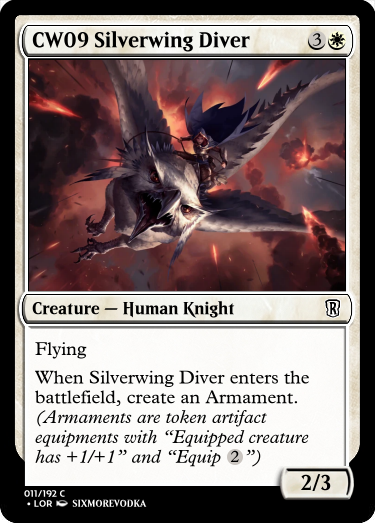 CW09 Silverwing Diver 3
Creature — Human Knight R
Flying
When Silverwing Diver enters the
battlefield, create an Armament.
(Armaments are token artifact
equipments with “Equipped creature
has +1/+1” and “Equip 2”)
2/3
011/192 C
• LOR SIXMOREVODKA